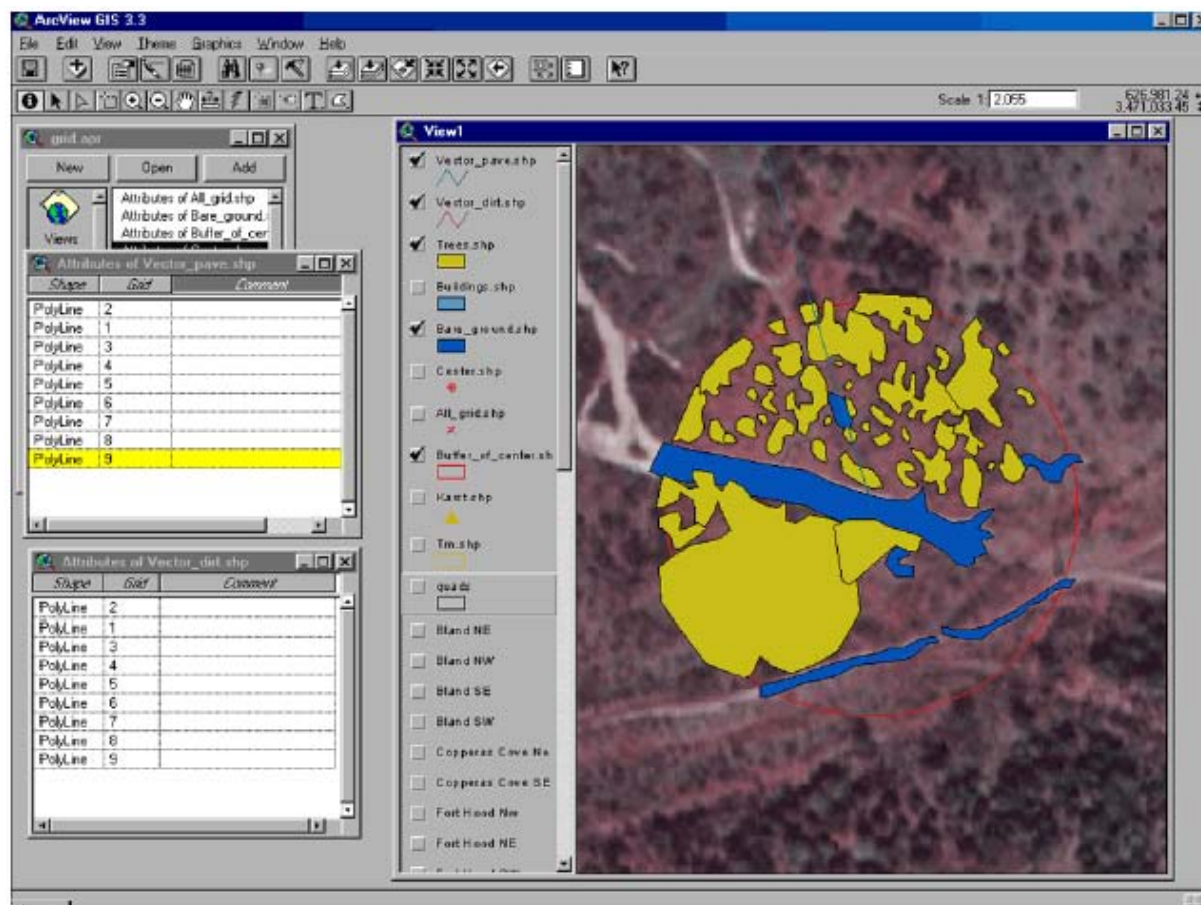 ArcView GIS 3.3
File Edit View Theme Graphics Window Help
Scale 1: 2,055
626,981.24
3,471,033.45
grid.apr
New Open Add
Views
Attributes of All_grid.shp
Attributes of Bare_ground.
Attributes of Buffer_of_cen
Attributes of Vector_pave.shp
Shape Grid Comment
PolyLine 2
PolyLine 1
PolyLine 3
PolyLine 4
PolyLine 5
PolyLine 6
PolyLine 7
PolyLine 8
PolyLine 9
Attributes of Vector_dirt.shp
Shape Grid Comment
PolyLine 2
PolyLine 1
PolyLine 3
PolyLine 4
PolyLine 5
PolyLine 6
PolyLine 7
PolyLine 8
PolyLine 9
View1
Vector_pave.shp
Vector_dirt.shp
Trees.shp
Buildings.shp
Bare_ground.shp
Center.shp
All_grid.shp
Buffer_of_center.sh
Karst.shp
Tm.shp
quads
Bland NE
Bland NW
Bland SE
Bland SW
Copperas Cove Ne
Copperas Cove SE
Fort Hood Nw
Fort Hood NE